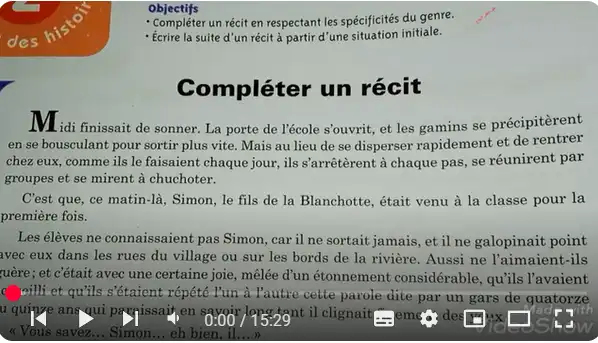 2
des histoir
Objectifs
• Compléter un récit en respectant les spécificités du genre.
• Écrire la suite d'un récit à partir d'une situation initiale.
Compléter un récit
Midi finissait de sonner. La porte de l'école s'ouvrit, et les gamins se précipitèrent
en se bousculant pour sortir plus vite. Mais au lieu de se disperser rapidement et de rentrer
chez eux, comme ils le faisaient chaque jour, ils s'arrêtèrent à chaque pas, se réunirent par
groupes et se mirent à chuchoter.
C'est que, ce matin-là, Simon, le fils de la Blanchotte, était venu à la classe pour la
première fois.
Les élèves ne connaissaient pas Simon, car il ne sortait jamais, et il ne galopinait point
avec eux dans les rues du village ou sur les bords de la rivière. Aussi ne l'aimaient-ils
guère ; et c'était avec une certaine joie, mêlée d'un étonnement considérable, qu'ils l'avaient
et qu'ils s'étaient répété l'un à l'autre cette parole dite par un gars de quatorze
quinze ans qui paraissait en savoir long tant il clignait
« Vous savez... Simon... eh bien, il... »
0:00 / 15:29
Made With
VideoShow